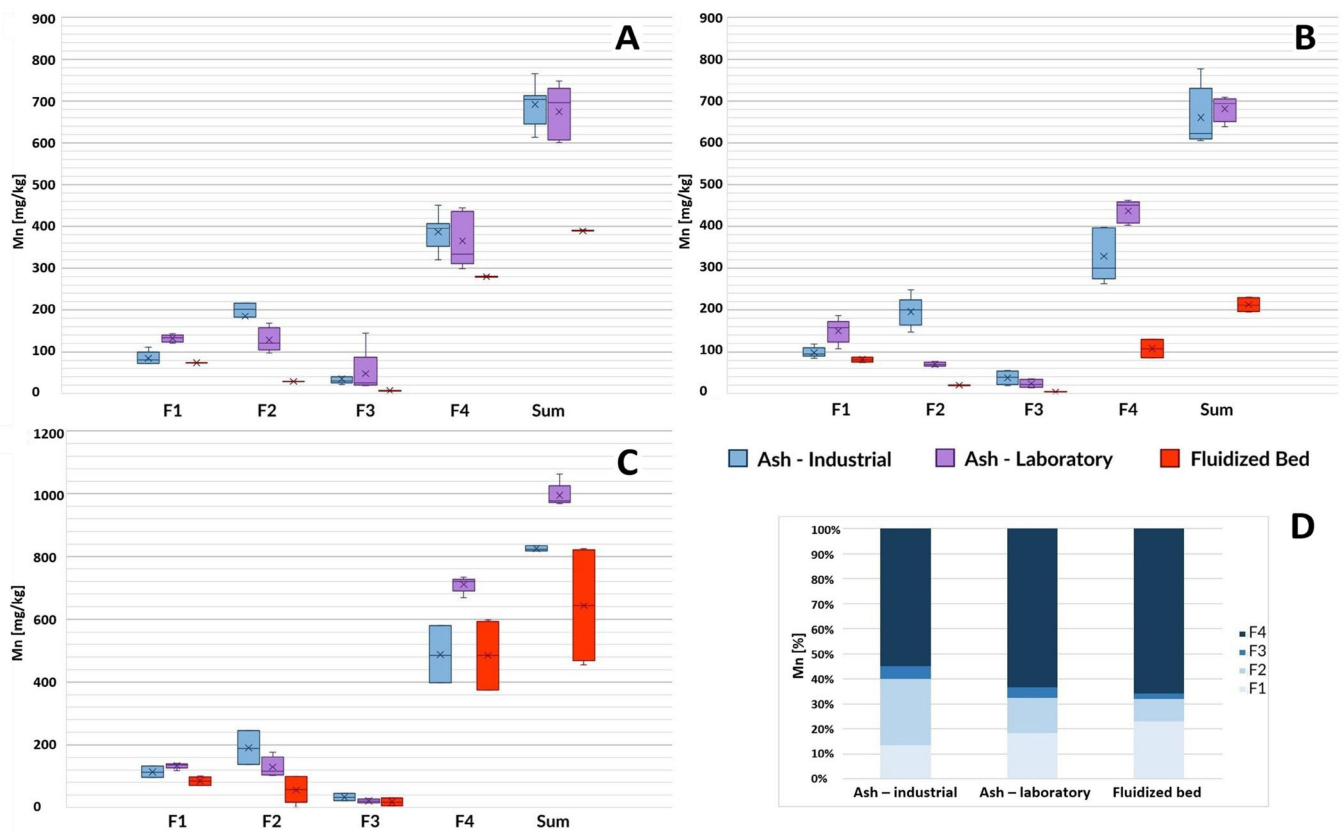 A
Mn [mg/kg]
900
800
700
600
500
400
300
200
100
0
F1 F2 F3 F4 Sum
B
Mn [mg/kg]
900
800
700
600
500
400
300
200
100
0
F1 F2 F3 F4 Sum
C
Mn [mg/kg]
1200
1000
800
600
400
200
0
F1 F2 F3 F4 Sum
Ash - Industrial Ash - Laboratory Fluidized Bed
D
Mn [%]
100%
90%
80%
70%
60%
50%
40%
30%
20%
10%
0%
Ash – industrial Ash – laboratory Fluidized bed
F4
F3
F2
F1